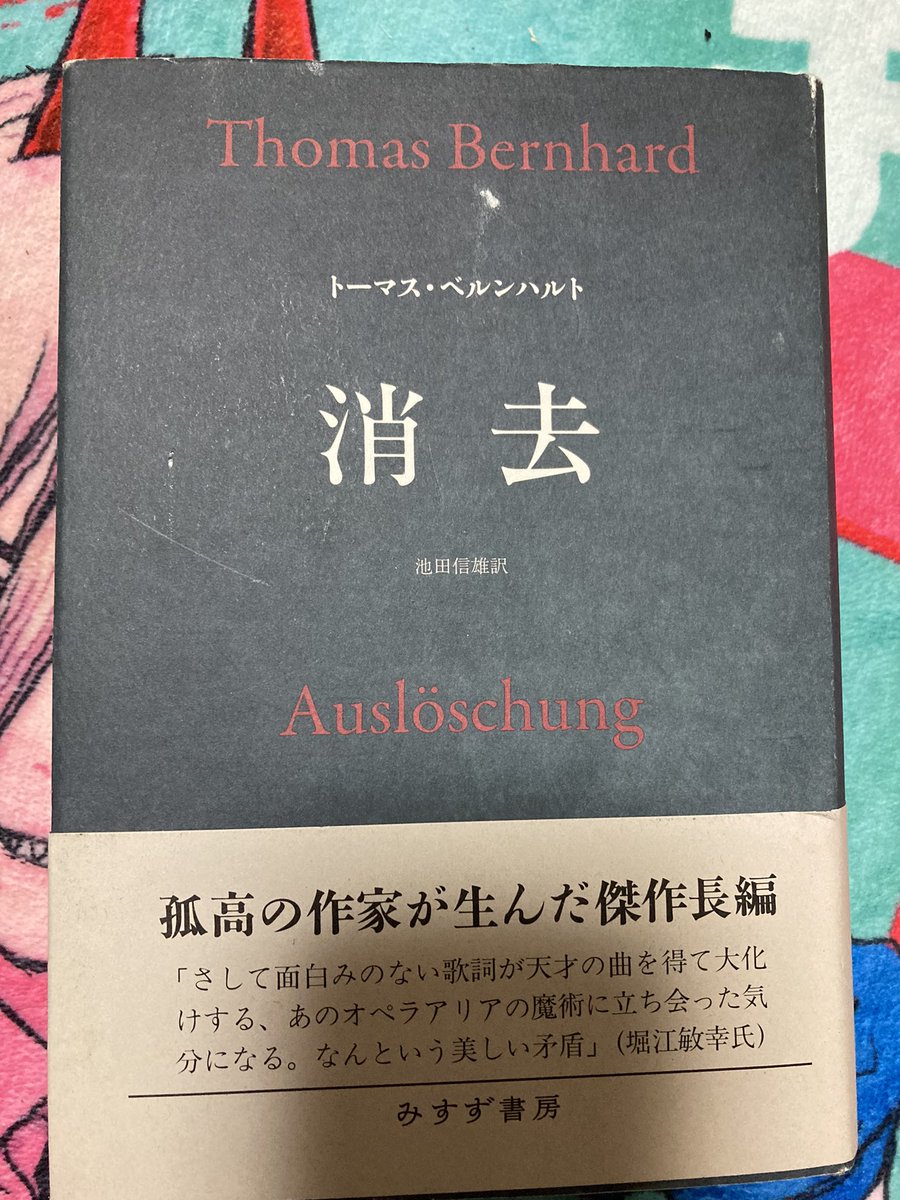 Thomas Bernhard
トーマス・ベルンハルト
消去
池田信雄訳
Auslöschung
孤高の作家が生んだ傑作長編
「さして面白みのない歌詞が天才の曲を得て大化
けする、あのオペラアリアの魔術に立ち会った気
分になる。なんという美しい矛盾」(堀江敏幸氏)
みすず書房